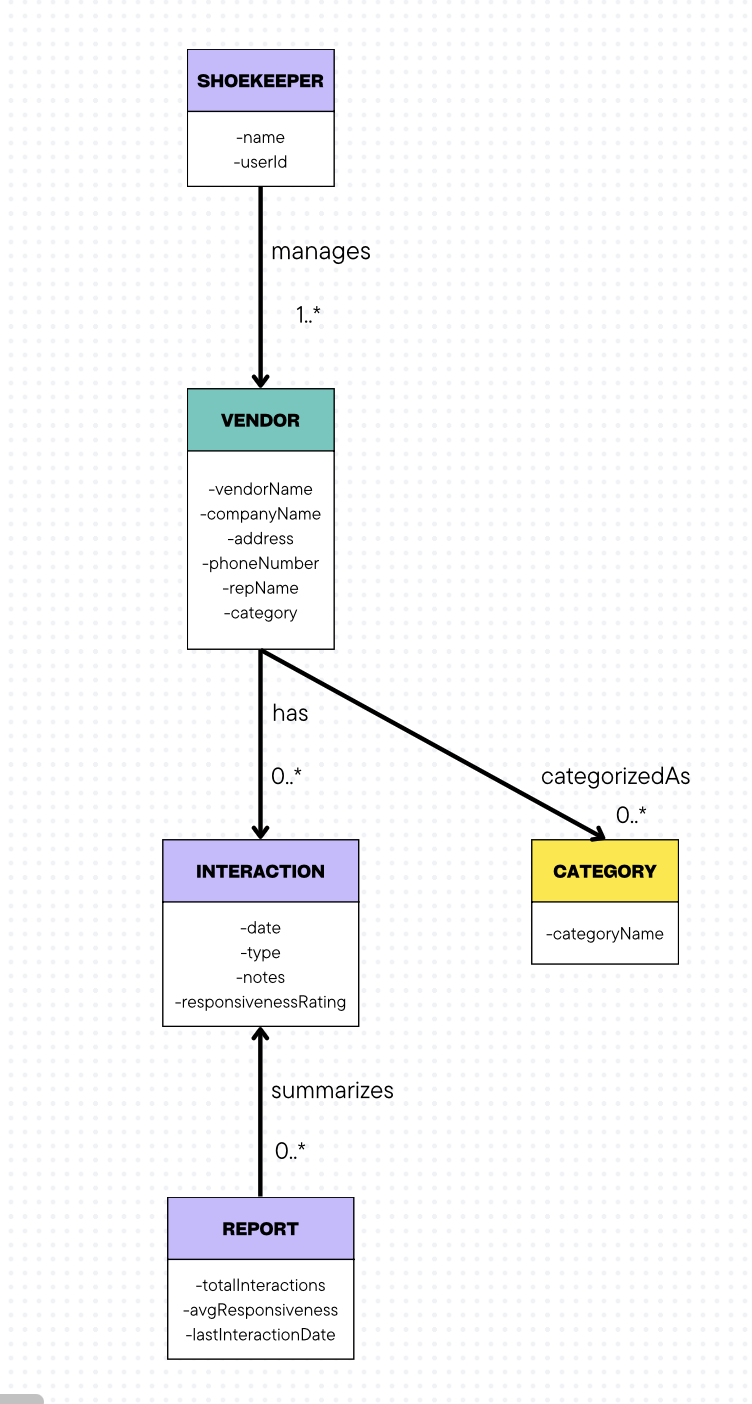 SHOEKEEPER
-name
-userId
manages
1..*
VENDOR
-vendorName
-companyName
-address
-phoneNumber
-repName
-category
has
0..*
categorizedAs
0..*
INTERACTION
-date
-type
-notes
-responsivenessRating
CATEGORY
-categoryName
summarizes
0..*
REPORT
-totalInteractions
-avgResponsiveness
-lastInteractionDate